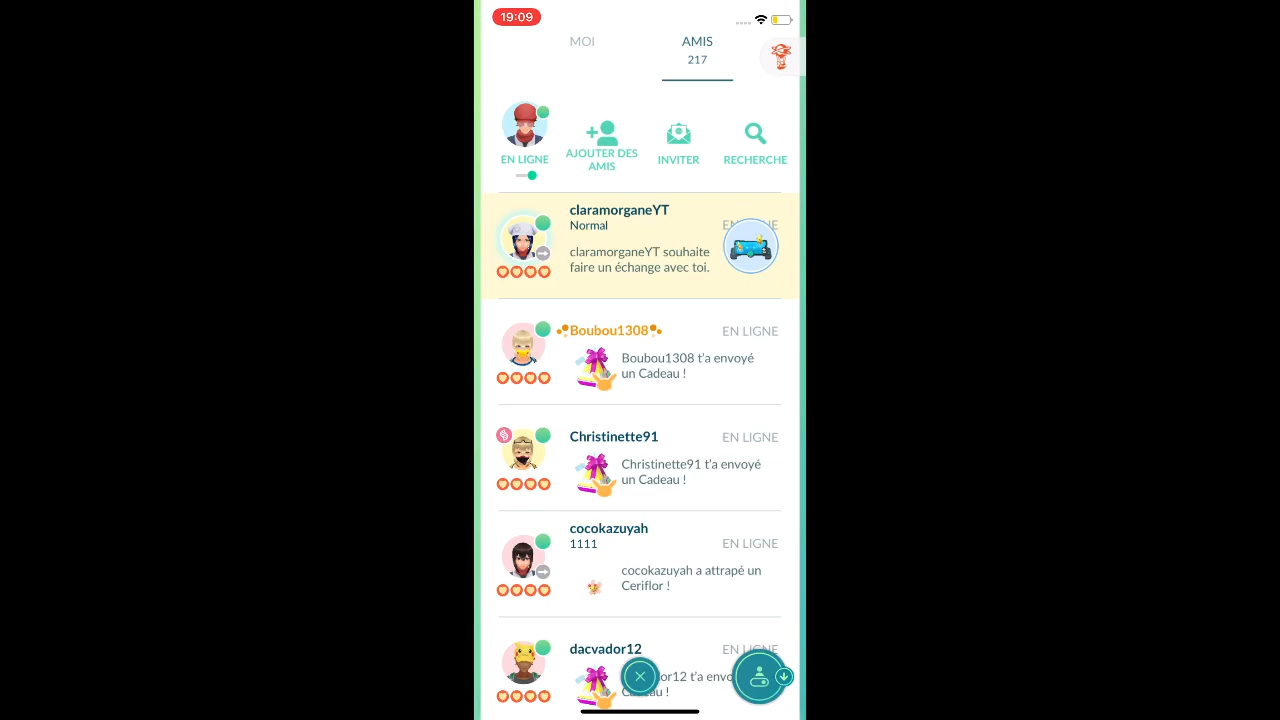 19:09
MOI
AMIS
217
EN LIGNE
AJOUTER DES
AMIS
INVITER
RECHERCHE
claramorganeYT
Normal
claramorganeYT souhaite
faire un échange avec toi.
Boubou1308
EN LIGNE
Boubou1308 t'a envoyé
un Cadeau !
Christinette91
EN LIGNE
Christinette91 t'a envoyé
un Cadeau !
cocokazuyah
1111
EN LIGNE
cocokazuyah a attrapé un
Ceriflor !
dacvador12
EN LIGNE